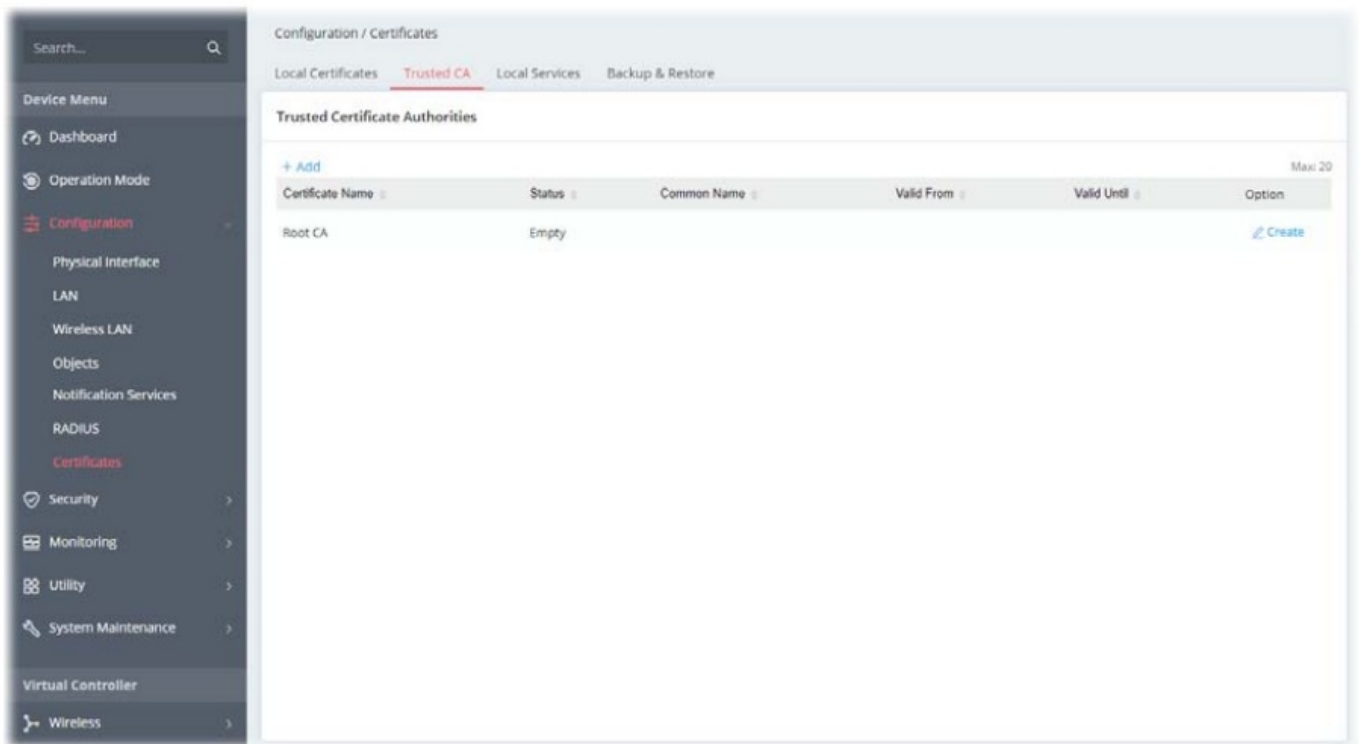 Search...
Device Menu
Dashboard
Operation Mode
Configuration
Physical Interface
LAN
Wireless LAN
Objects
Notification Services
RADIUS
Certificates
Security
Monitoring
Utility
System Maintenance
Virtual Controller
Wireless
Configuration / Certificates
Local Certificates Trusted CA Local Services Backup & Restore
Trusted Certificate Authorities
+ Add Max: 20
Certificate Name Status Common Name Valid From Valid Until Option
Root CA Empty Create